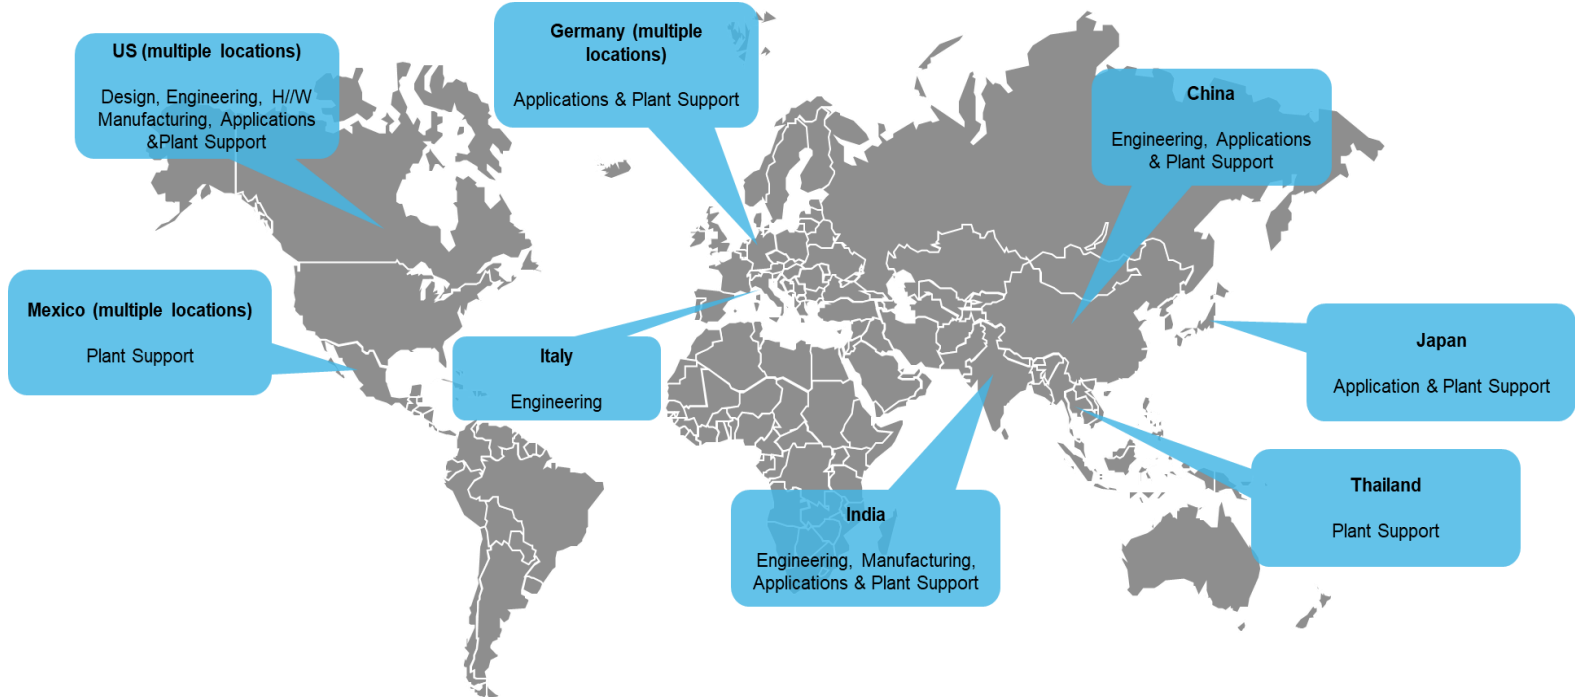 US (multiple locations)
Design, Engineering, H//W
Manufacturing, Applications
&Plant Support
Germany (multiple
locations)
Applications & Plant Support
China
Engineering, Applications
& Plant Support
Mexico (multiple locations)
Plant Support
Italy
Engineering
Japan
Application & Plant Support
India
Engineering, Manufacturing,
Applications & Plant Support
Thailand
Plant Support